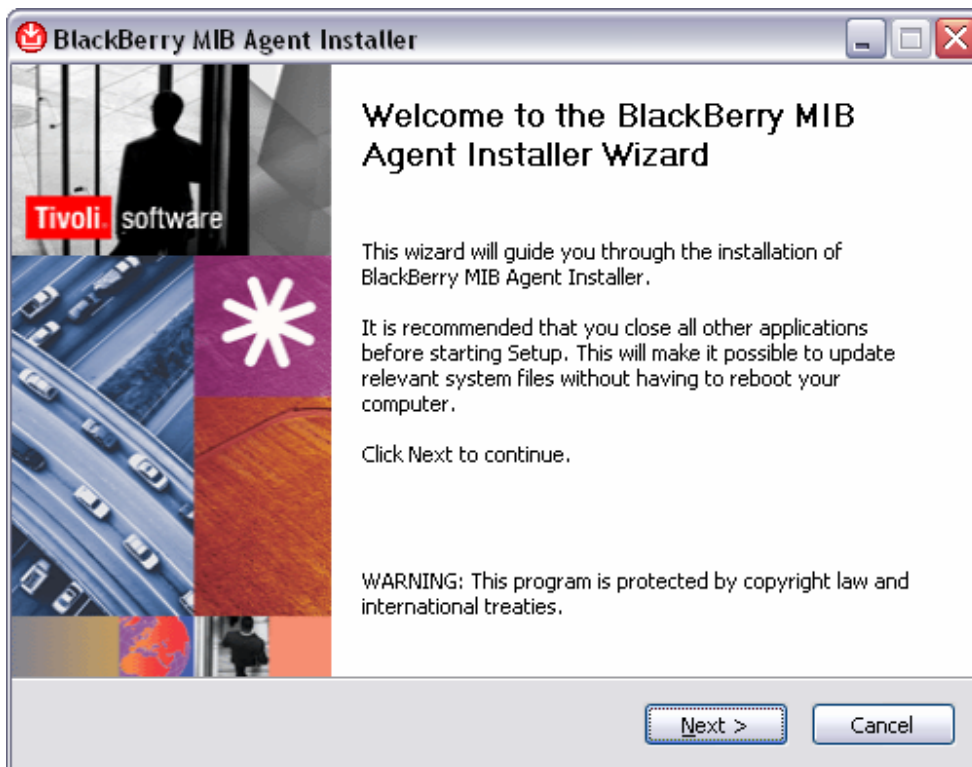 BlackBerry MIB Agent Installer
Welcome to the BlackBerry MIB
Agent Installer Wizard
Tivoli. software
This wizard will guide you through the installation of
BlackBerry MIB Agent Installer.
It is recommended that you close all other applications
before starting Setup. This will make it possible to update
relevant system files without having to reboot your
computer.
Click Next to continue.
WARNING: This program is protected by copyright law and
international treaties.
Next >
Cancel